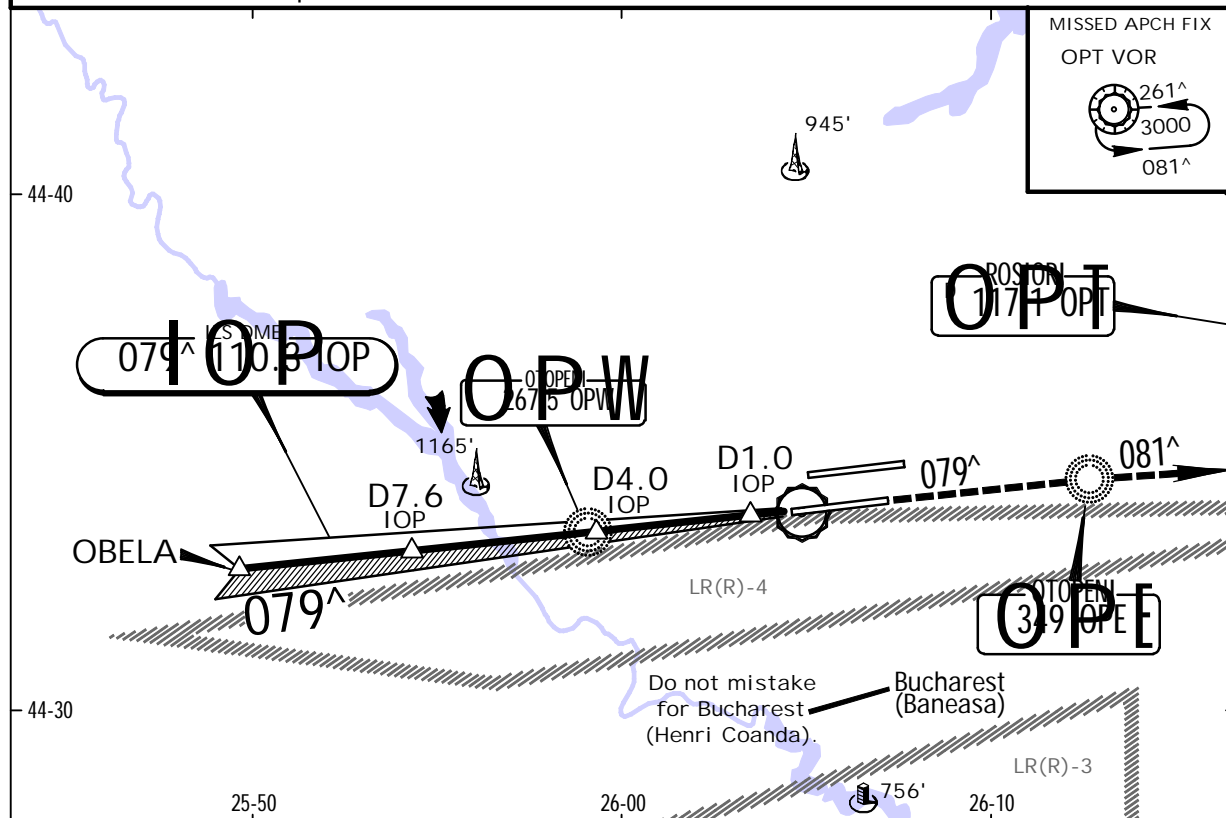 MISSED APCH FIX
OPT VOR
261^
3000
081^
945'
44-40
ROSIORI
D 117.1 OPT
OPT
ILS DME
079^ 110.3 IOP
IOP
OTOPENI
267.5 OPW
OPW
1165'
D7.6
IOP
D4.0
IOP
D1.0
IOP
079^
081^
OBELA
079^
LR(R)-4
OTOPENI
349 OPE
OPE
Do not mistake
for Bucharest
(Henri Coanda).
Bucharest
(Baneasa)
44-30
LR(R)-3
756'
25-50
26-00
26-10